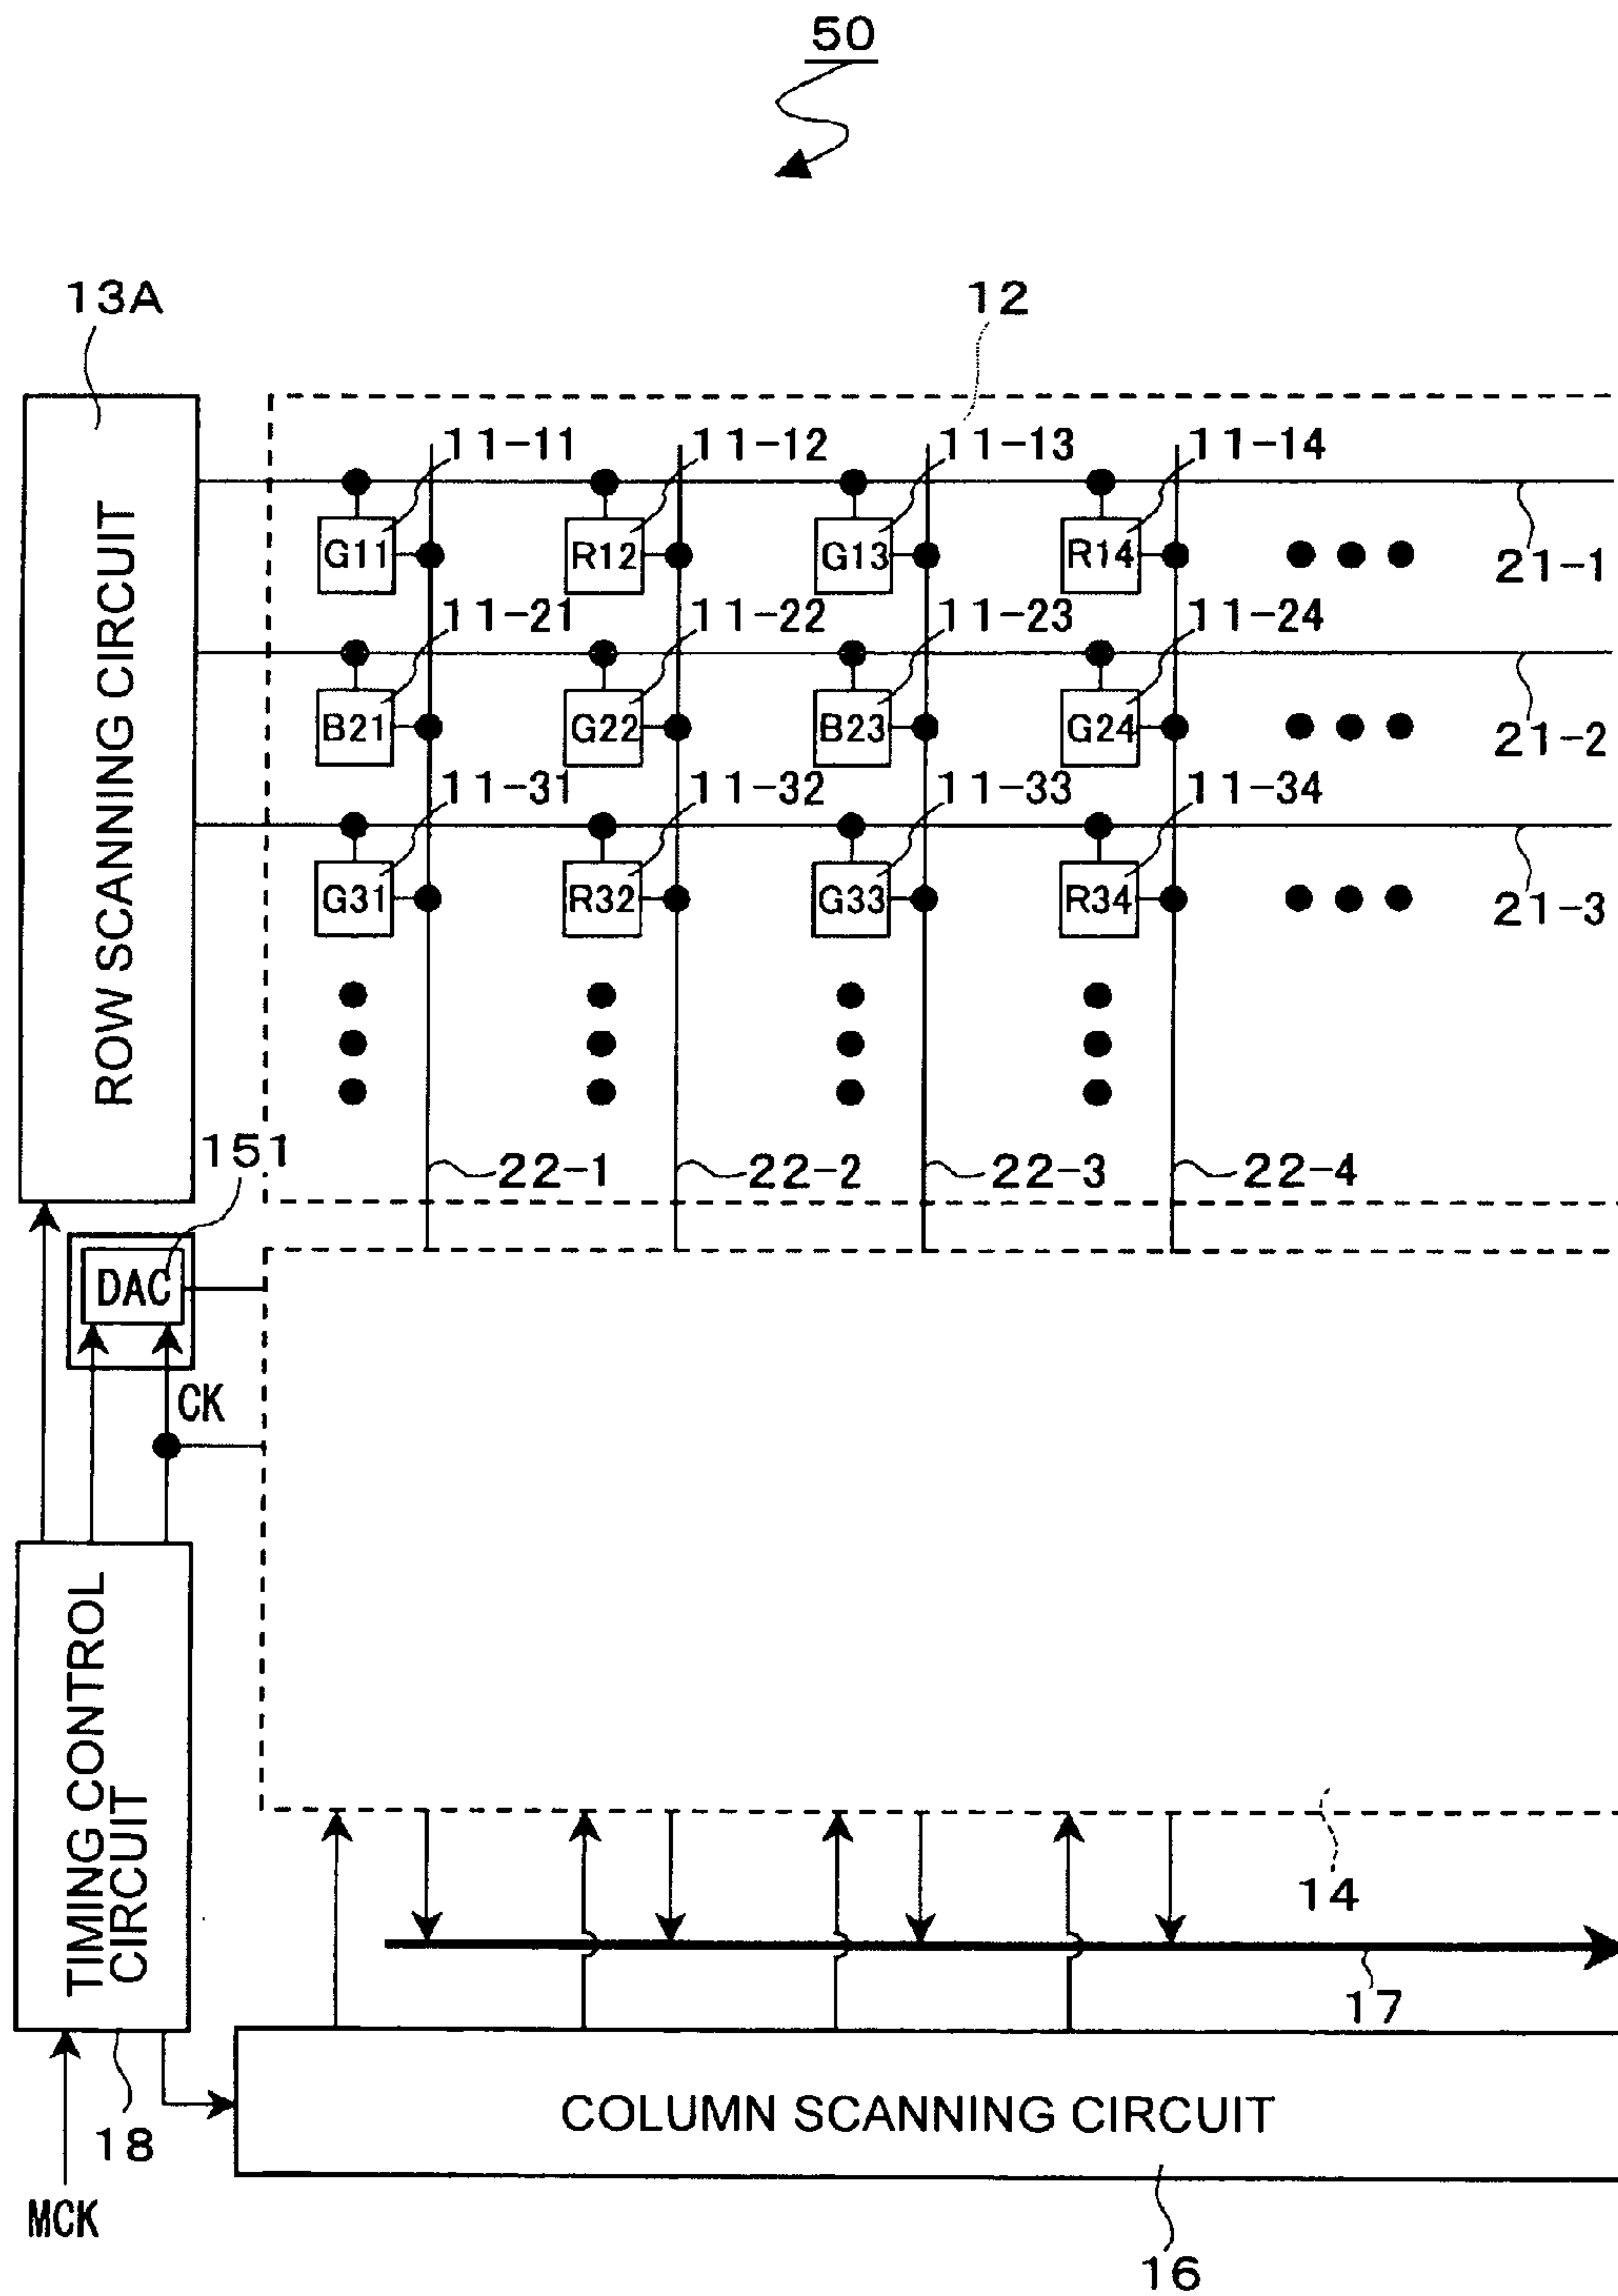 50
13A
12
11-11
11-12
11-13
11-14
G11
R12
G13
R14
21-1
11-21
11-22
11-23
11-24
B21
G22
B23
G24
21-2
11-31
11-32
11-33
11-34
G31
R32
G33
R34
21-3
ROW SCANNING CIRCUIT
151
22-1
22-2
22-3
22-4
DAC
CK
TIMING CONTROL
CIRCUIT
14
17
18
COLUMN SCANNING CIRCUIT
MCK
16